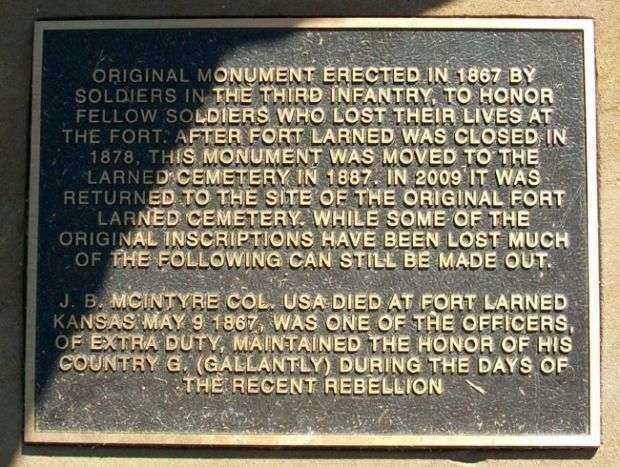 ORIGINAL MONUMENT ERECTED IN 1867 BY
SOLDIERS IN THE THIRD INFANTRY, TO HONOR
FELLOW SOLDIERS WHO LOST THEIR LIVES AT
THE FORT. AFTER FORT LARNED WAS CLOSED IN
1878, THIS MONUMENT WAS MOVED TO THE
LARNED CEMETERY IN 1887. IN 2009 IT WAS
RETURNED TO THE SITE OF THE ORIGINAL FORT
LARNED CEMETERY. WHILE SOME OF THE
ORIGINAL INSCRIPTIONS HAVE BEEN LOST MUCH
OF THE FOLLOWING CAN STILL BE MADE OUT.
J. B. MCINTYRE COL. USA DIED AT FORT LARNED
KANSAS MAY 9 1867, WAS ONE OF THE OFFICERS,
OF EXTRA DUTY, MAINTAINED THE HONOR OF HIS
COUNTRY G. (GALLANTLY) DURING THE DAYS OF
THE RECENT REBELLION